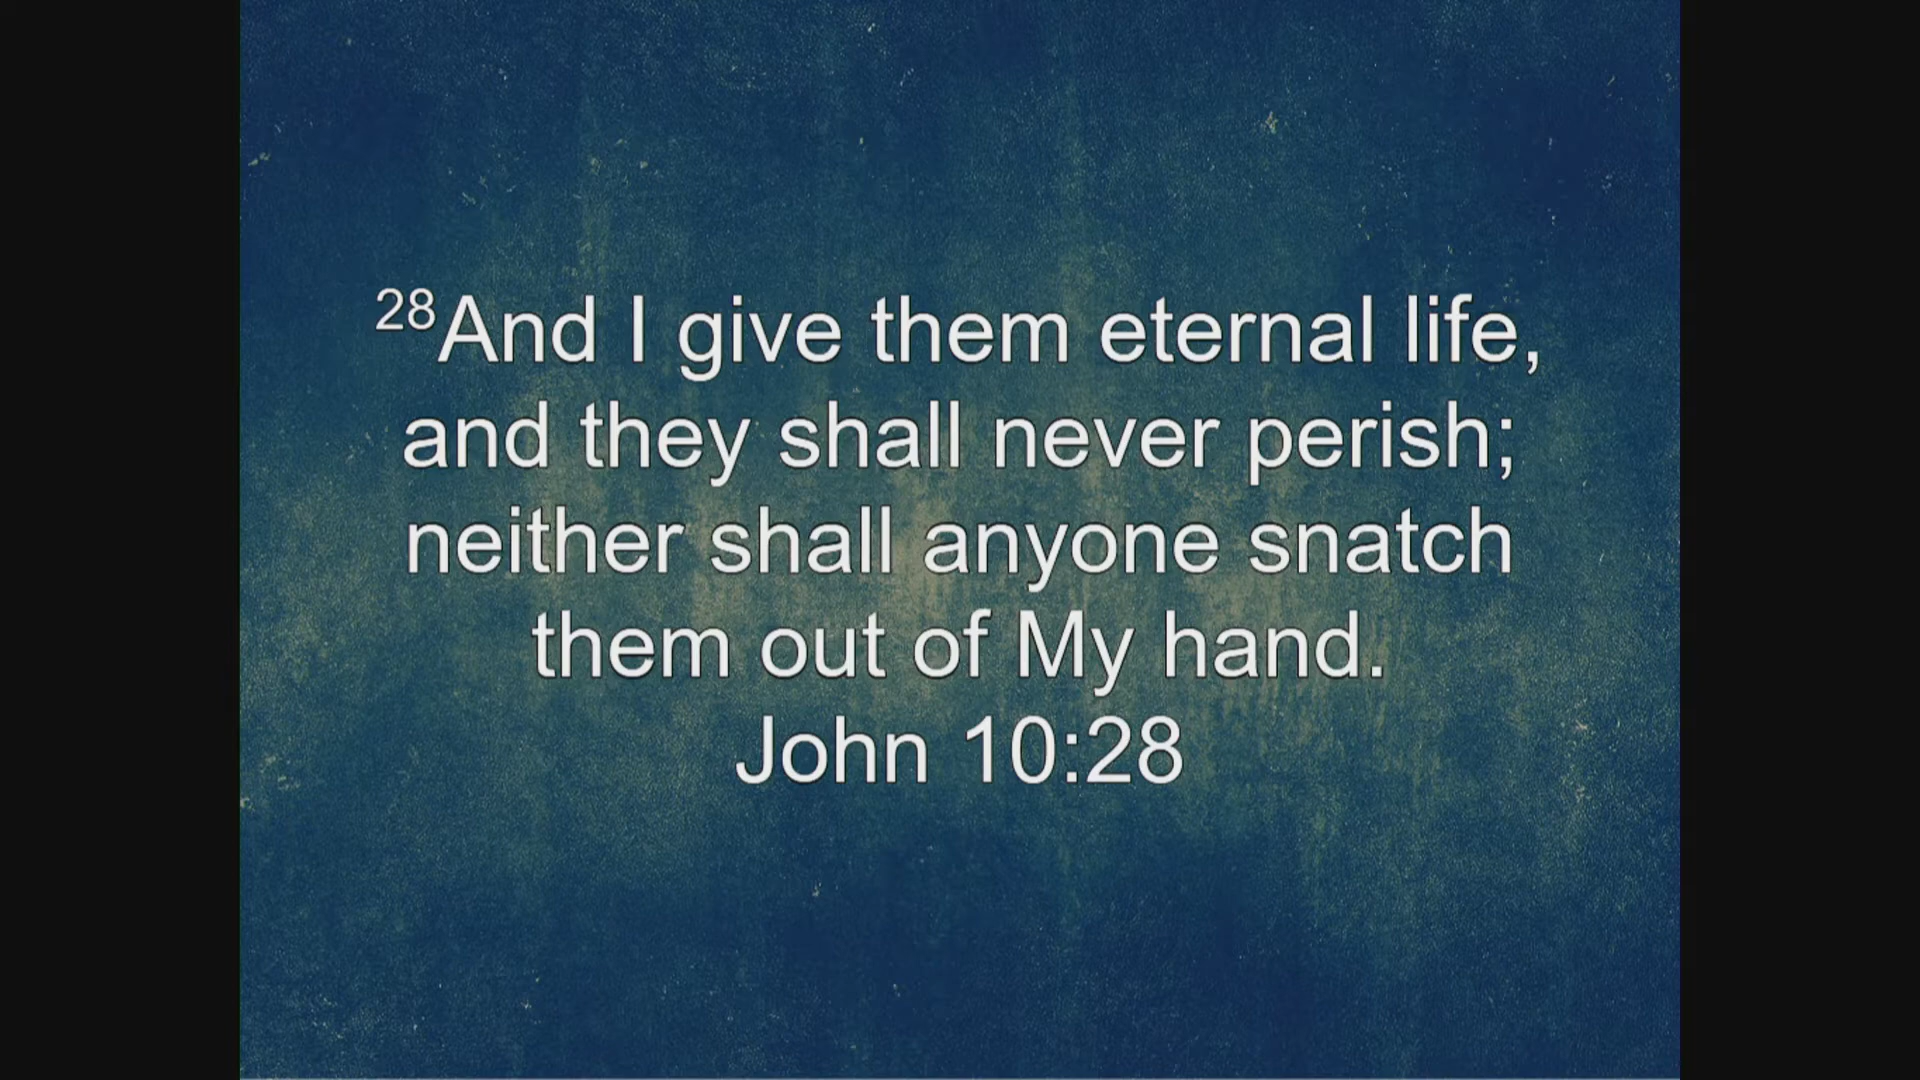 28And I give them eternal life,
and they shall never perish;
neither shall anyone snatch
them out of My hand.
John 10:28